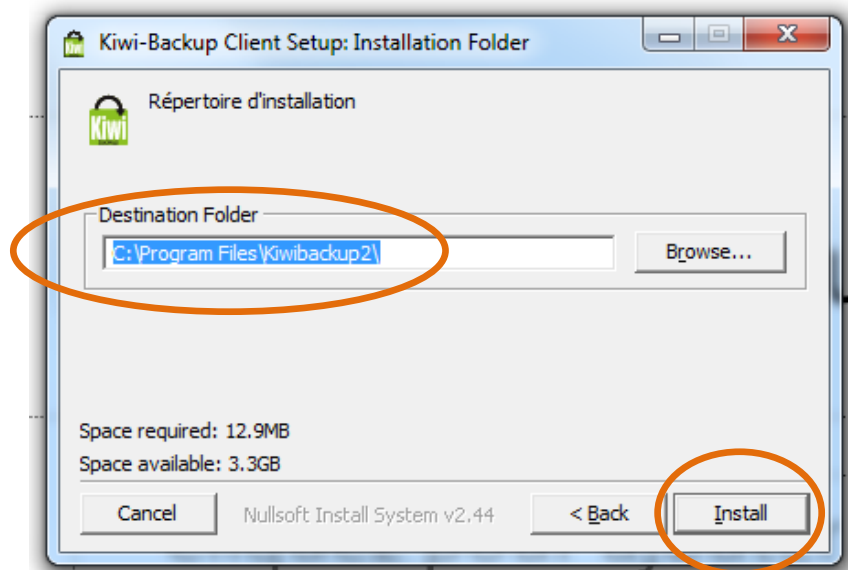 Kiwi-Backup Client Setup: Installation Folder
Répertoire d'installation
Kiwi
Destination Folder
C:\Program Files\Kiwibackup2\
Browse...
Space required: 12.9MB
Space available: 3.3GB
Cancel
Nullsoft Install System v2.44
< Back
Install